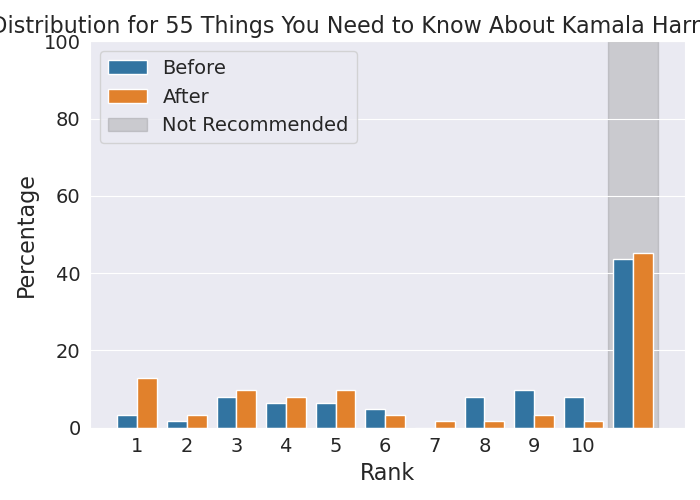 Distribution for 55 Things You Need to Know About Kamala Harr
100
80
60
40
20
0
Percentage
Before
After
Not Recommended
1 2 3 4 5 6 7 8 9 10
Rank